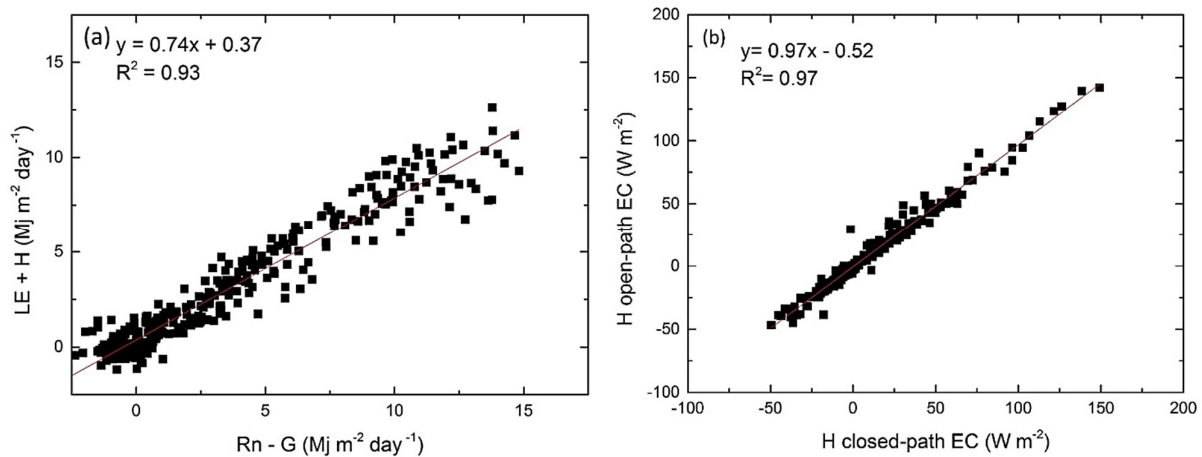 (a)
y = 0.74x + 0.37
R² = 0.93
15
10
5
0
LE + H (Mj m⁻² day⁻¹)
0 5 10 15
Rn - G (Mj m⁻² day⁻¹)
(b)
y= 0.97x - 0.52
R²= 0.97
200
150
100
50
0
-50
-100
H open-path EC (W m⁻²)
-100 -50 0 50 100 150 200
H closed-path EC (W m⁻²)